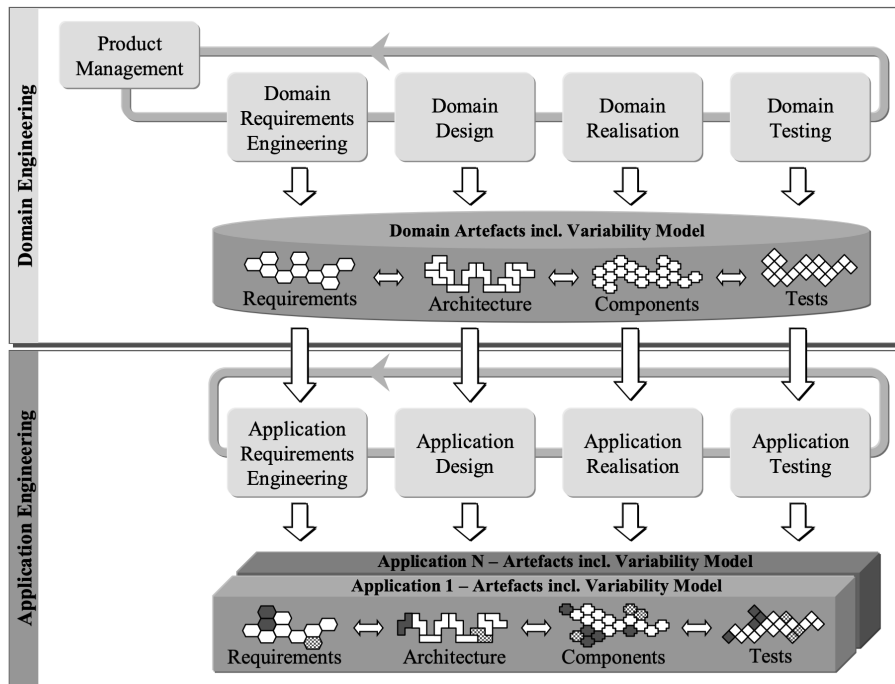 Domain Engineering
Product
Management
Domain
Requirements
Engineering
Domain
Design
Domain
Realisation
Domain
Testing
Domain Artefacts incl. Variability Model
Requirements
Architecture
Components
Tests
Application Engineering
Application
Requirements
Engineering
Application
Design
Application
Realisation
Application
Testing
Application N – Artefacts incl. Variability Model
Application 1 – Artefacts incl. Variability Model
Requirements
Architecture
Components
Tests